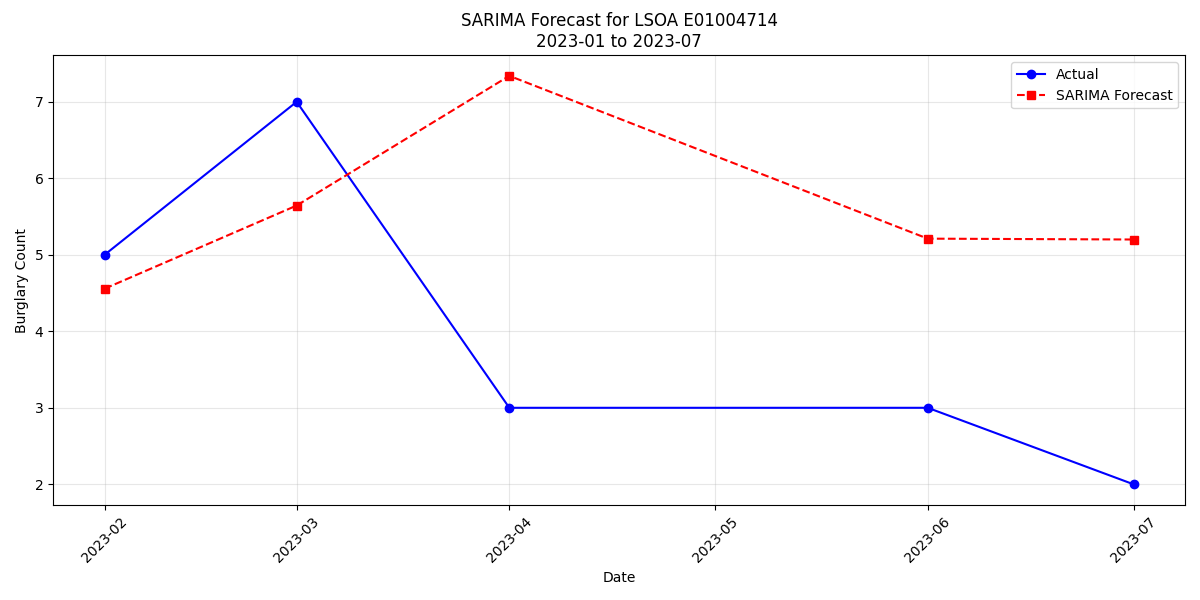 SARIMA Forecast for LSOA E01004714
2023-01 to 2023-07
Actual
SARIMA Forecast
Burglary Count
7
6
5
4
3
2
2023-02
2023-03
2023-04
2023-05
2023-06
2023-07
Date